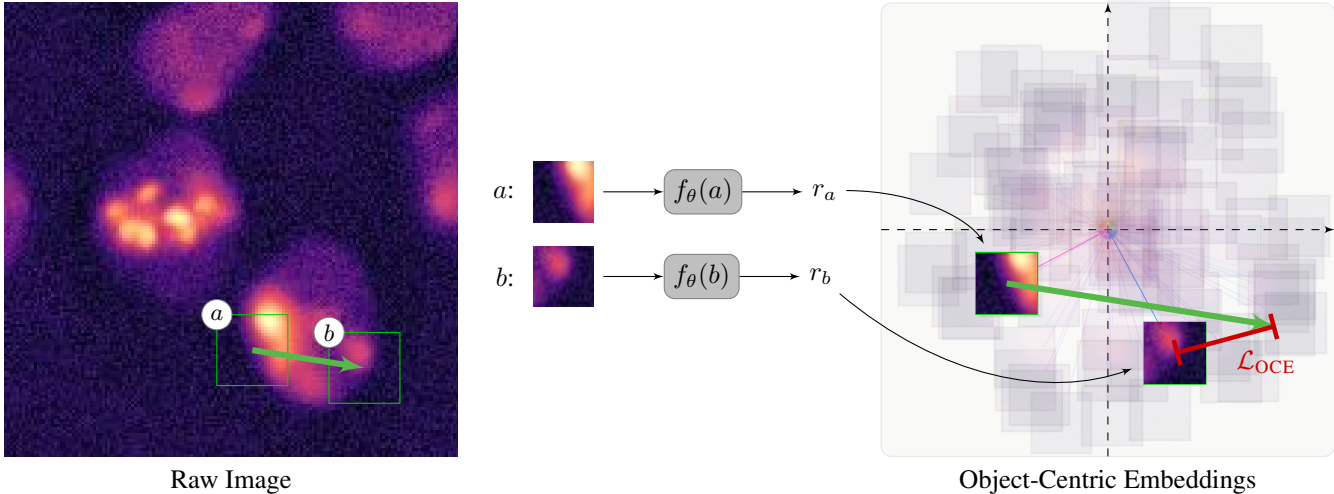 a
b
a:
f_θ(a)
r_a
b:
f_θ(b)
r_b
ℒ_OCE
Raw Image
Object-Centric Embeddings